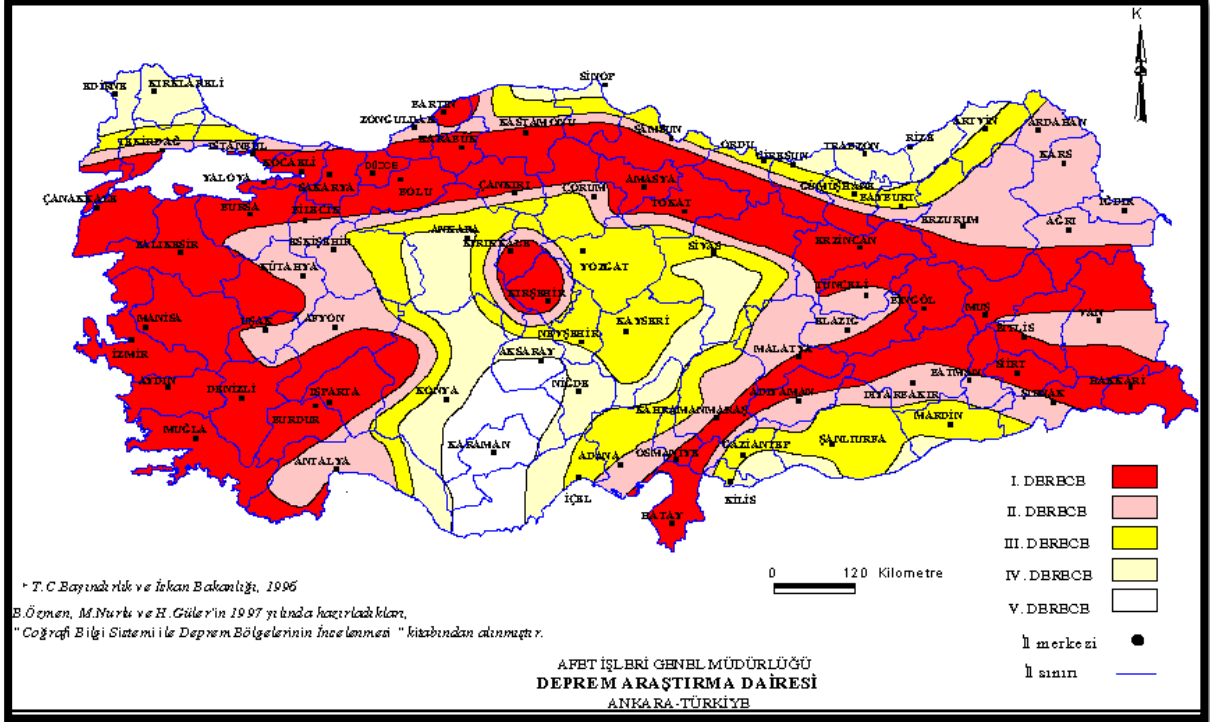 K
SİNOP
EDİRNE
KIRKLARELİ
BARTIN
ZONGULDAK
KASTAMONU
ARTVİN
ARDAHAN
TEKİRDAĞ
İSTANBUL
KARABUK
SAMSUN
ORDU
GİRESUN
TRABZON
RİZE
KARS
KOCAELİ
DÜZCE
YALOVA
SAKARYA
BOLU
ÇANKIRI
ÇORUM
AMASYA
GUMUSHANE
BAYBURT
ÇANAKKALE
BURSA
BİLECİK
TOKAT
ERZURUM
IĞDIR
AĞRI
BALIKESİR
ESKİŞEHİR
ANKARA
KIRIKKALE
SİVAS
ERZİNCAN
KÜTAHYA
YOZGAT
TUNCELİ
KIRŞEHİR
BİNGÖL
MUŞ
VAN
MANİSA
UŞAK
AFYON
NEVŞEHİR
KAYSERİ
ELAZIĞ
BİTLİS
İZMİR
AKSARAY
MALATYA
SİİRT
AYDIN
DENİZLİ
ISPARTA
KONYA
NİĞDE
ADIYAMAN
DIYARBAKIR
BATMAN
HAKKARİ
ŞIRNAK
BURDUR
KAHRAMANMARAŞ
MARDİN
MUĞLA
KARAMAN
GAZİANTEP
ŞANLIURFA
ANTALYA
ADANA
OSMANİYE
İÇEL
KİLİS
HATAY
I. DERECE
II. DERECE
III. DERECE
IV. DERECE
V. DERECE
İl merkezi
İl sınırı
0 120 Kilometre
* T.C Bayındırlık ve İskan Bakanlığı, 1996
B.Özmen, M.Nurlu ve H.Güler'in 1997 yılında hazırladıkları,
" Coğrafi Bilgi Sistemi ile Deprem Bölgelerinin İncelenmesi " kitabından alınmıştır.
AFET İŞLERİ GENEL MÜDÜRLÜĞÜ
DEPREM ARAŞTIRMA DAİRESİ
ANKARA-TÜRKİYE